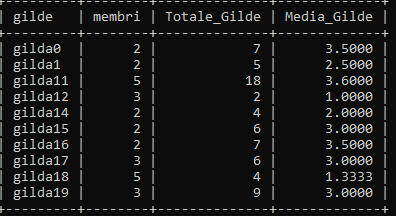 gilde | membri | Totale_Gilde | Media_Gilde
gilda0 | 2 | 7 | 3.5000
gilda1 | 2 | 5 | 2.5000
gilda11 | 5 | 18 | 3.6000
gilda12 | 3 | 2 | 1.0000
gilda14 | 2 | 4 | 2.0000
gilda15 | 2 | 6 | 3.0000
gilda16 | 2 | 7 | 3.5000
gilda17 | 3 | 6 | 3.0000
gilda18 | 5 | 4 | 1.3333
gilda19 | 3 | 9 | 3.0000